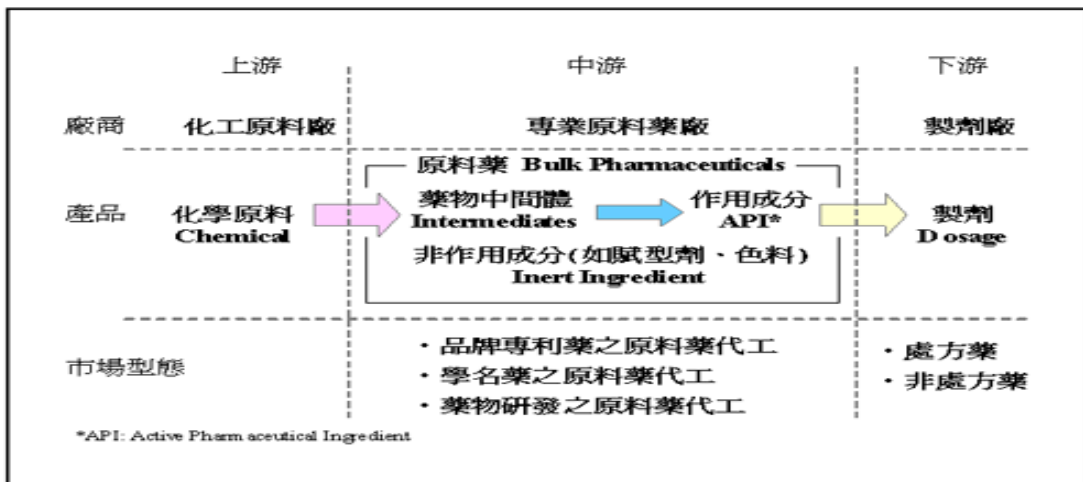 上游 中游 下游
廠商 化工原料廠 專業原料藥廠 製劑廠
原料藥 Bulk Pharmaceuticals
產品 化學原料 藥物中間體 作用成分 製劑
Chemical Intermediates API* Dosage
非作用成分(如賦型劑、色料)
Inert Ingredient
市場型態
・品牌專利藥之原料藥代工
・學名藥之原料藥代工
・藥物研發之原料藥代工
・處方藥
・非處方藥
*API: Active Pharmaceutical Ingredient